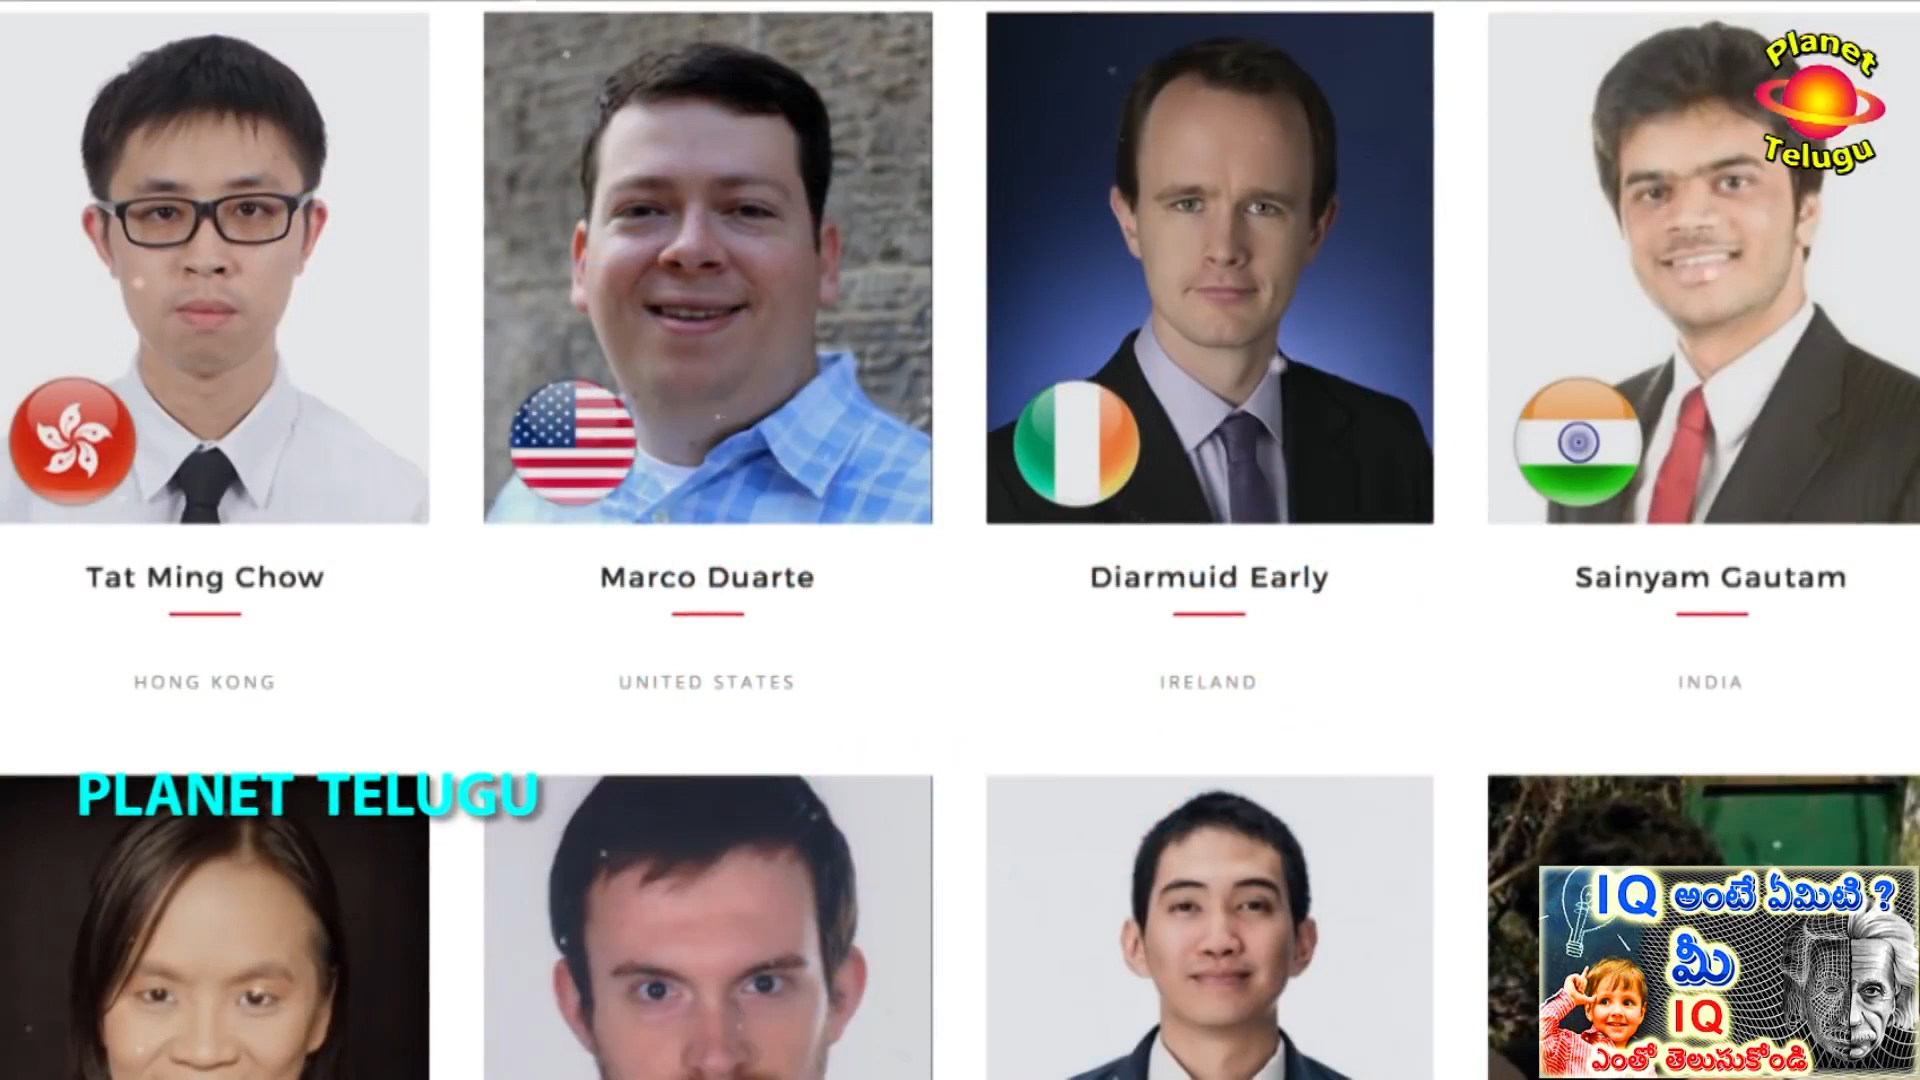 Planet
Telugu
Tat Ming Chow
Marco Duarte
Diarmuid Early
Sainyam Gautam
HONG KONG
UNITED STATES
IRELAND
INDIA
PLANET TELUGU
IQ అంటే ఏమిటి ?
మీ
IQ
ఎంతో తెలుసుకోండి